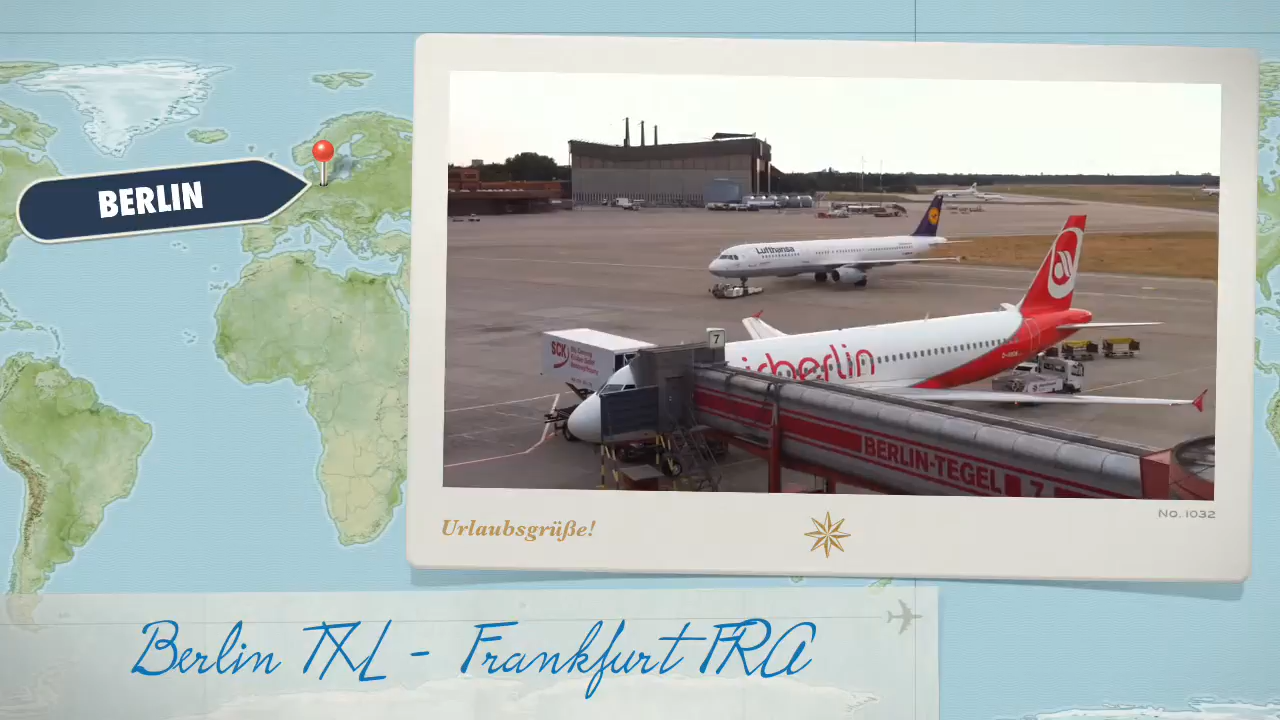 BERLIN
Lufthansa
SCK
7
airberlin
BERLIN-TEGEL 7
Urlaubsgrüße!
No. 1032
Berlin TXL - Frankfurt FRA